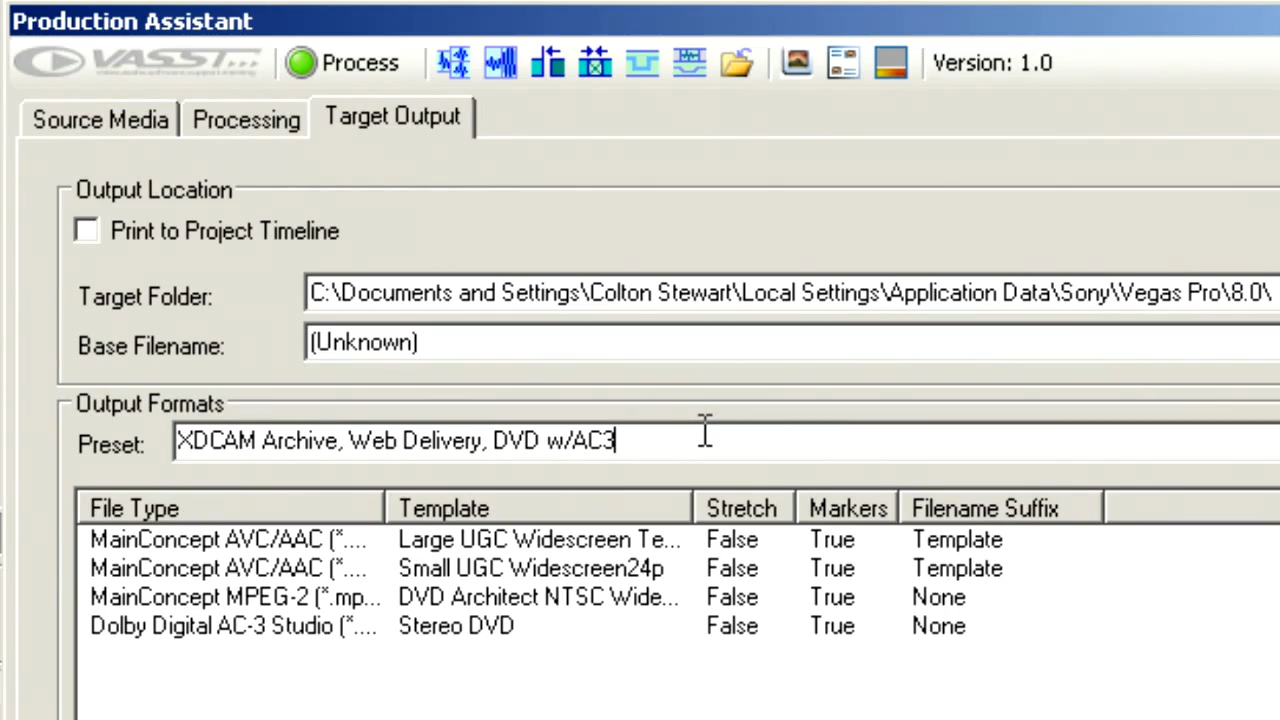 Production Assistant
VASST... Process Version: 1.0
Source Media Processing Target Output
Output Location
Print to Project Timeline
Target Folder: C:\Documents and Settings\Colton Stewart\Local Settings\Application Data\Sony\Vegas Pro\8.0\
Base Filename: (Unknown)
Output Formats
Preset: XDCAM Archive, Web Delivery, DVD w/AC3
File Type Template Stretch Markers Filename Suffix
MainConcept AVC/AAC (*.... Large UGC Widescreen Te... False True Template
MainConcept AVC/AAC (*.... Small UGC Widescreen24p False True Template
MainConcept MPEG-2 (*.mp... DVD Architect NTSC Wide... False True None
Dolby Digital AC-3 Studio (*.... Stereo DVD False True None